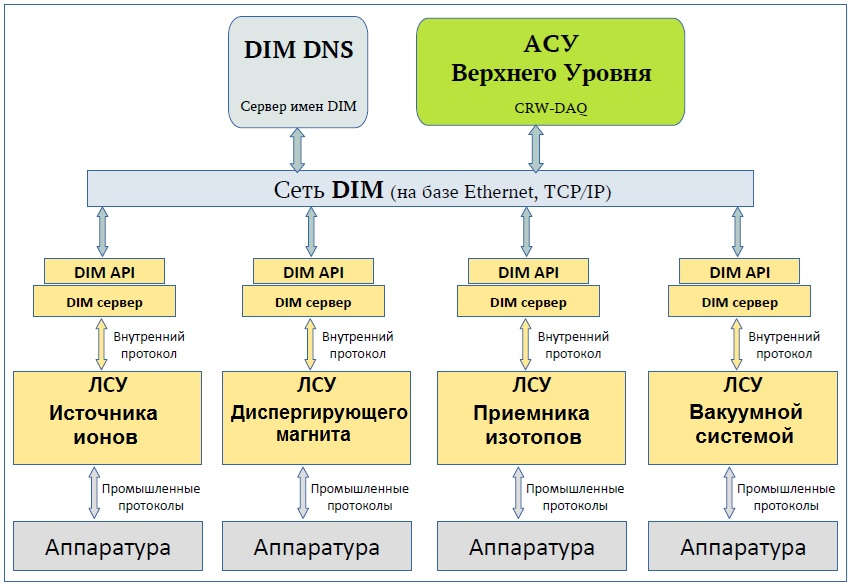 DIM DNS
Сервер имен DIM
АСУ
Верхнего Уровня
CRW-DAQ
Сеть DIM (на базе Ethernet, TCP/IP)
DIM API
DIM API
DIM API
DIM API
DIM сервер
DIM сервер
DIM сервер
DIM сервер
Внутренний
протокол
Внутренний
протокол
Внутренний
протокол
Внутренний
протокол
ЛСУ
Источника
ионов
ЛСУ
Диспергирующего
магнита
ЛСУ
Приемника
изотопов
ЛСУ
Вакуумной
системой
Промышленные
протоколы
Промышленные
протоколы
Промышленные
протоколы
Промышленные
протоколы
Аппаратура
Аппаратура
Аппаратура
Аппаратура